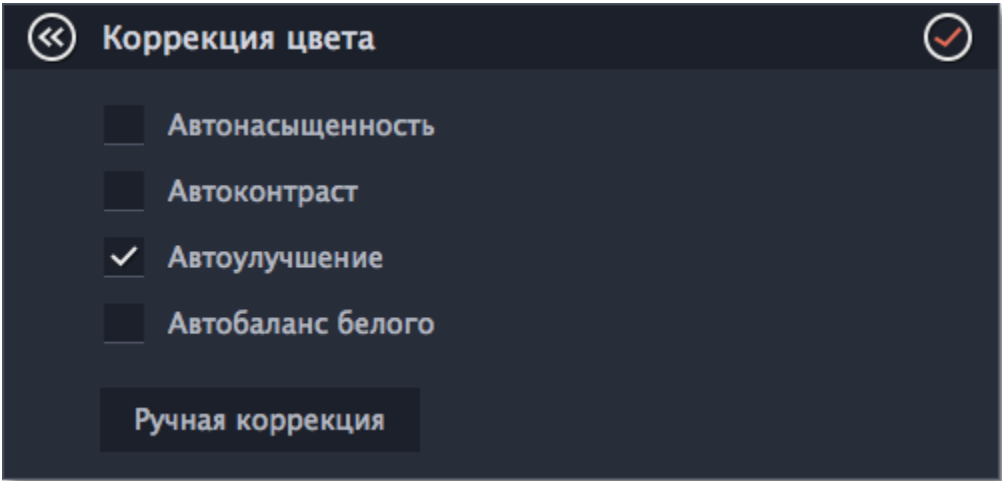 Коррекция цвета
Автонасыщенность
Автоконтраст
Автоулучшение
Автобаланс белого
Ручная коррекция